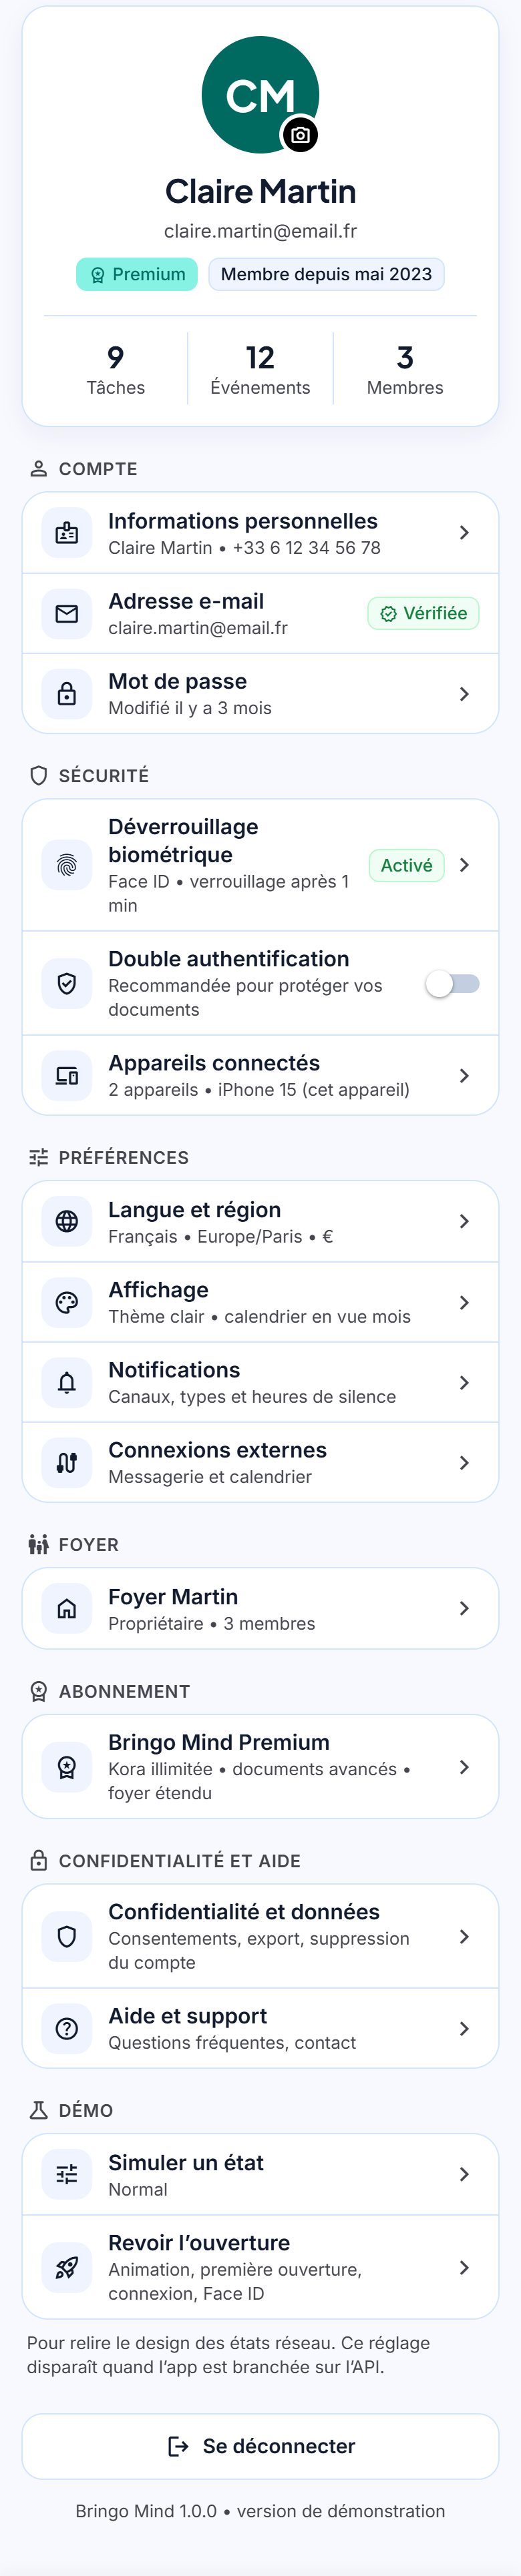 CM
Claire Martin
claire.martin@email.fr
Premium
Membre depuis mai 2023
9
Tâches
12
Événements
3
Membres
COMPTE
Informations personnelles
Claire Martin • +33 6 12 34 56 78
Adresse e-mail
claire.martin@email.fr
Vérifiée
Mot de passe
Modifié il y a 3 mois
SÉCURITÉ
Déverrouillage
biométrique
Face ID • verrouillage après 1
min
Activé
Double authentification
Recommandée pour protéger vos
documents
Appareils connectés
2 appareils • iPhone 15 (cet appareil)
PRÉFÉRENCES
Langue et région
Français • Europe/Paris • €
Affichage
Thème clair • calendrier en vue mois
Notifications
Canaux, types et heures de silence
Connexions externes
Messagerie et calendrier
FOYER
Foyer Martin
Propriétaire • 3 membres
ABONNEMENT
Bringo Mind Premium
Kora illimitée • documents avancés •
foyer étendu
CONFIDENTIALITÉ ET AIDE
Confidentialité et données
Consentements, export, suppression
du compte
Aide et support
Questions fréquentes, contact
DÉMO
Simuler un état
Normal
Revoir l’ouverture
Animation, première ouverture,
connexion, Face ID
Pour relire le design des états réseau. Ce réglage
disparaît quand l’app est branchée sur l’API.
Se déconnecter
Bringo Mind 1.0.0 • version de démonstration